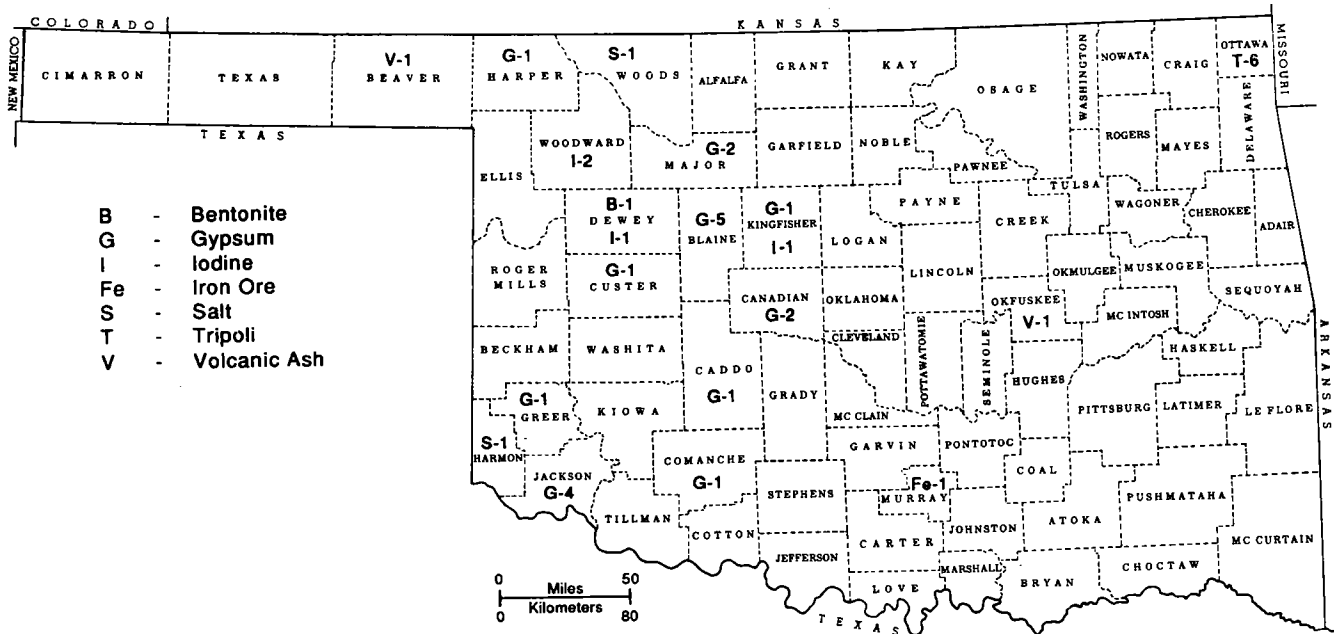 COLORADO
KANSAS
NEW MEXICO
MISSOURI
CIMARRON
TEXAS
V-1
BEAVER
G-1
HARPER
S-1
WOODS
ALFALFA
GRANT
KAY
OSAGE
WASHINGTON
NOWATA
CRAIG
OTTAWA
T-6
TEXAS
ELLIS
WOODWARD
I-2
G-2
MAJOR
GARFIELD
NOBLE
PAWNEE
ROGERS
MAYES
DELAWARE
B - Bentonite
G - Gypsum
I - Iodine
Fe - Iron Ore
S - Salt
T - Tripoli
V - Volcanic Ash
B-1
DEWEY
I-1
G-5
BLAINE
G-1
KINGFISHER
I-1
LOGAN
PAYNE
CREEK
TULSA
WAGONER
CHEROKEE
ADAIR
ROGER
MILLS
G-1
CUSTER
CANADIAN
G-2
OKLAHOMA
LINCOLN
OKMULGEE
MUSKOGEE
SEQUOYAH
OKFUSKEE
V-1
MC INTOSH
ARKANSAS
BECKHAM
WASHITA
CADDO
G-1
GRADY
CLEVELAND
POTTAWATOMIE
SEMINOLE
HUGHES
HASKELL
PITTSBURG
LATIMER
LE FLORE
G-1
GREER
KIOWA
MC CLAIN
S-1
HARMON
JACKSON
G-4
COMANCHE
G-1
GARVIN
PONTOTOC
COAL
TILLMAN
COTTON
STEPHENS
Fe-1
MURRAY
JOHNSTON
ATOKA
PUSHMATAHA
MC CURTAIN
JEFFERSON
CARTER
MARSHALL
LOVE
BRYAN
CHOCTAW
TEXAS
0 50
Miles
Kilometers
0 80